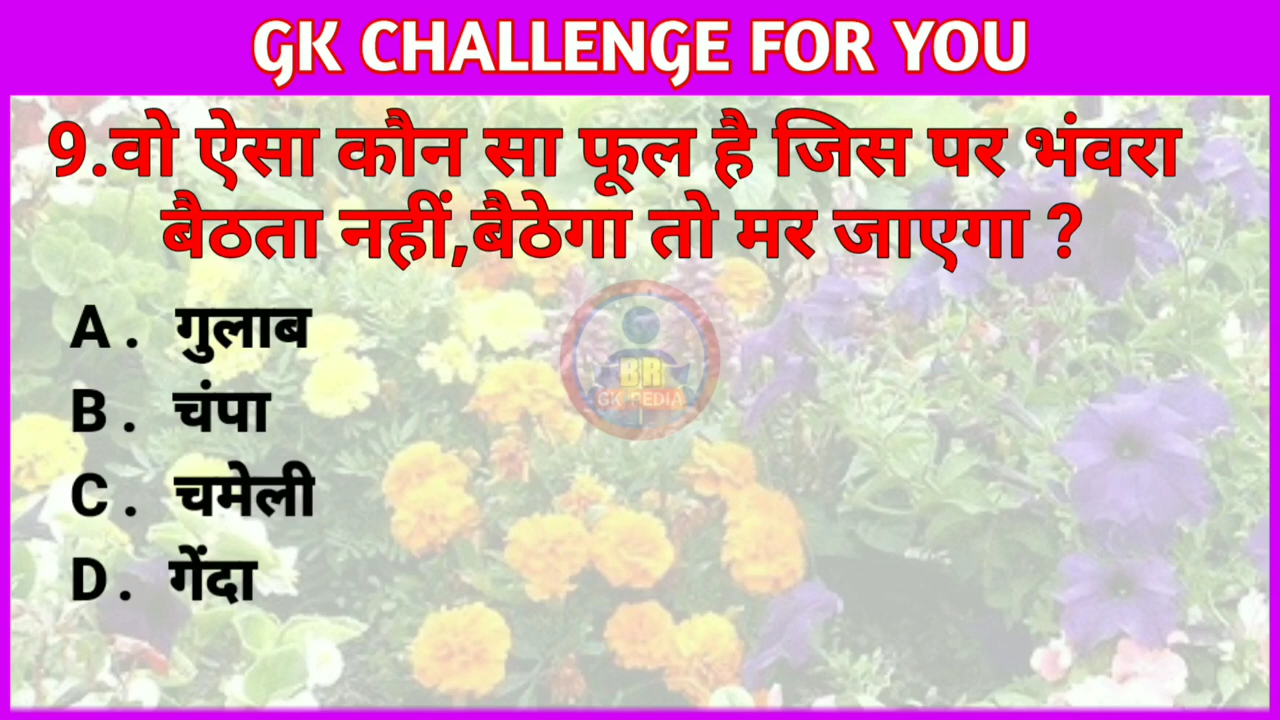 GK CHALLENGE FOR YOU
9.वो ऐसा कौन सा फूल है जिस पर भंवरा
बैठता नहीं,बैठेगा तो मर जाएगा ?
A. गुलाब
B. चंपा
C. चमेली
D. गेंदा
BR
GK PEDIA